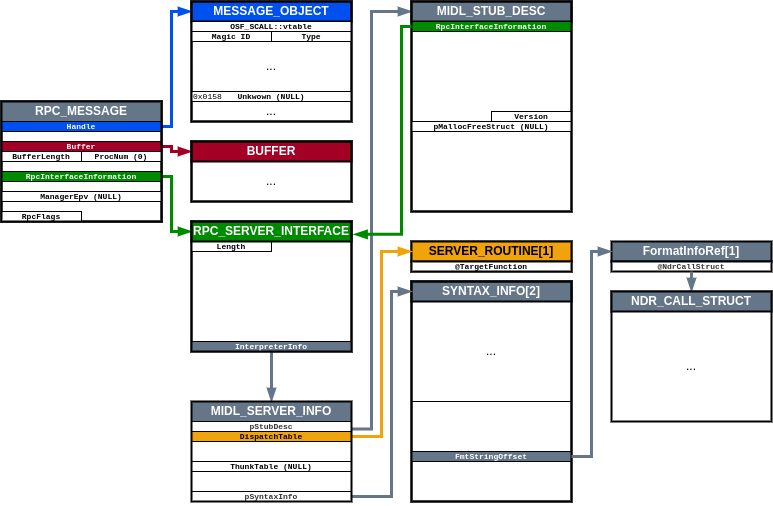 MESSAGE_OBJECT
OSF_SCALL::vtable
Magic ID Type
...
0x0158 Unkwown (NULL)
...
MIDL_STUB_DESC
RpcInterfaceInformation
Version
pMallocFreeStruct (NULL)
RPC_MESSAGE
Handle
Buffer
BufferLength ProcNum (0)
RpcInterfaceInformation
ManagerEpv (NULL)
RpcFlags
BUFFER
...
RPC_SERVER_INTERFACE
Length
InterpreterInfo
SERVER_ROUTINE[1]
@TargetFunction
FormatInfoRef[1]
@NdrCallStruct
SYNTAX_INFO[2]
...
FmtStringOffset
NDR_CALL_STRUCT
...
MIDL_SERVER_INFO
pStubDesc
DispatchTable
ThunkTable (NULL)
pSyntaxInfo